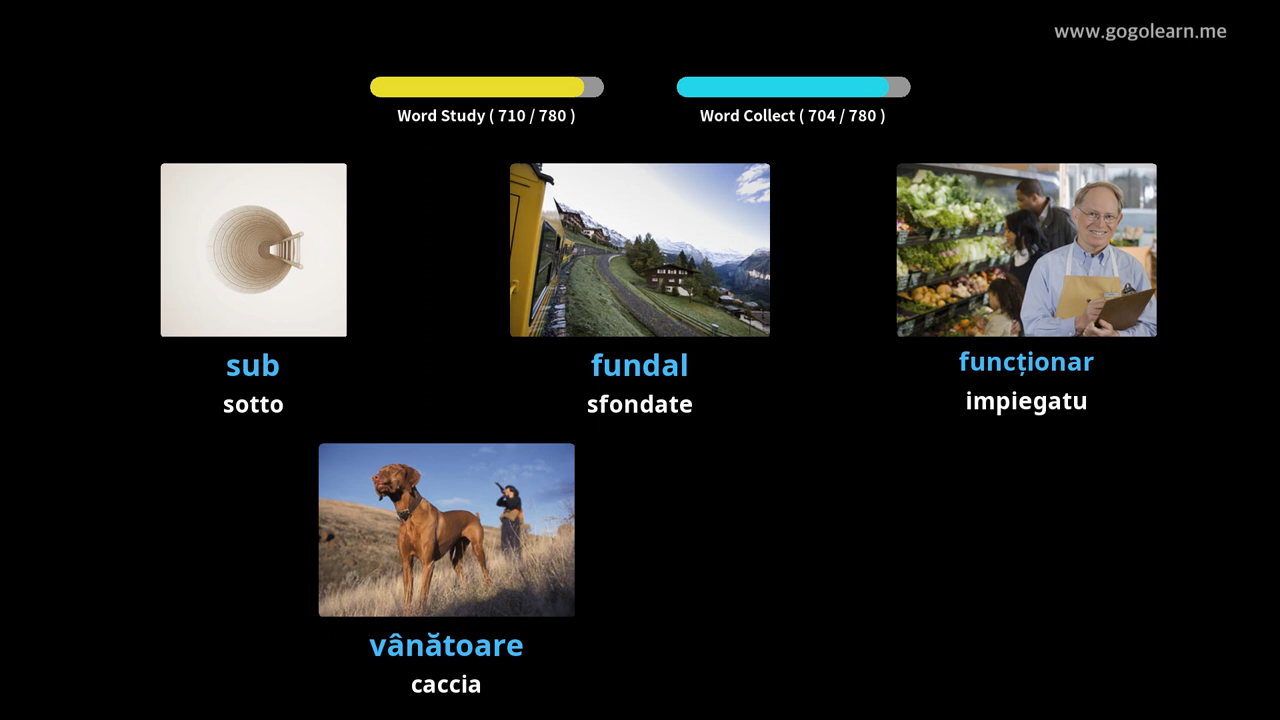 www.gogolearn.me
Word Study ( 710 / 780 )
Word Collect ( 704 / 780 )
sub
sotto
fundal
sfondate
funcționar
impiegatu
vânătoare
caccia